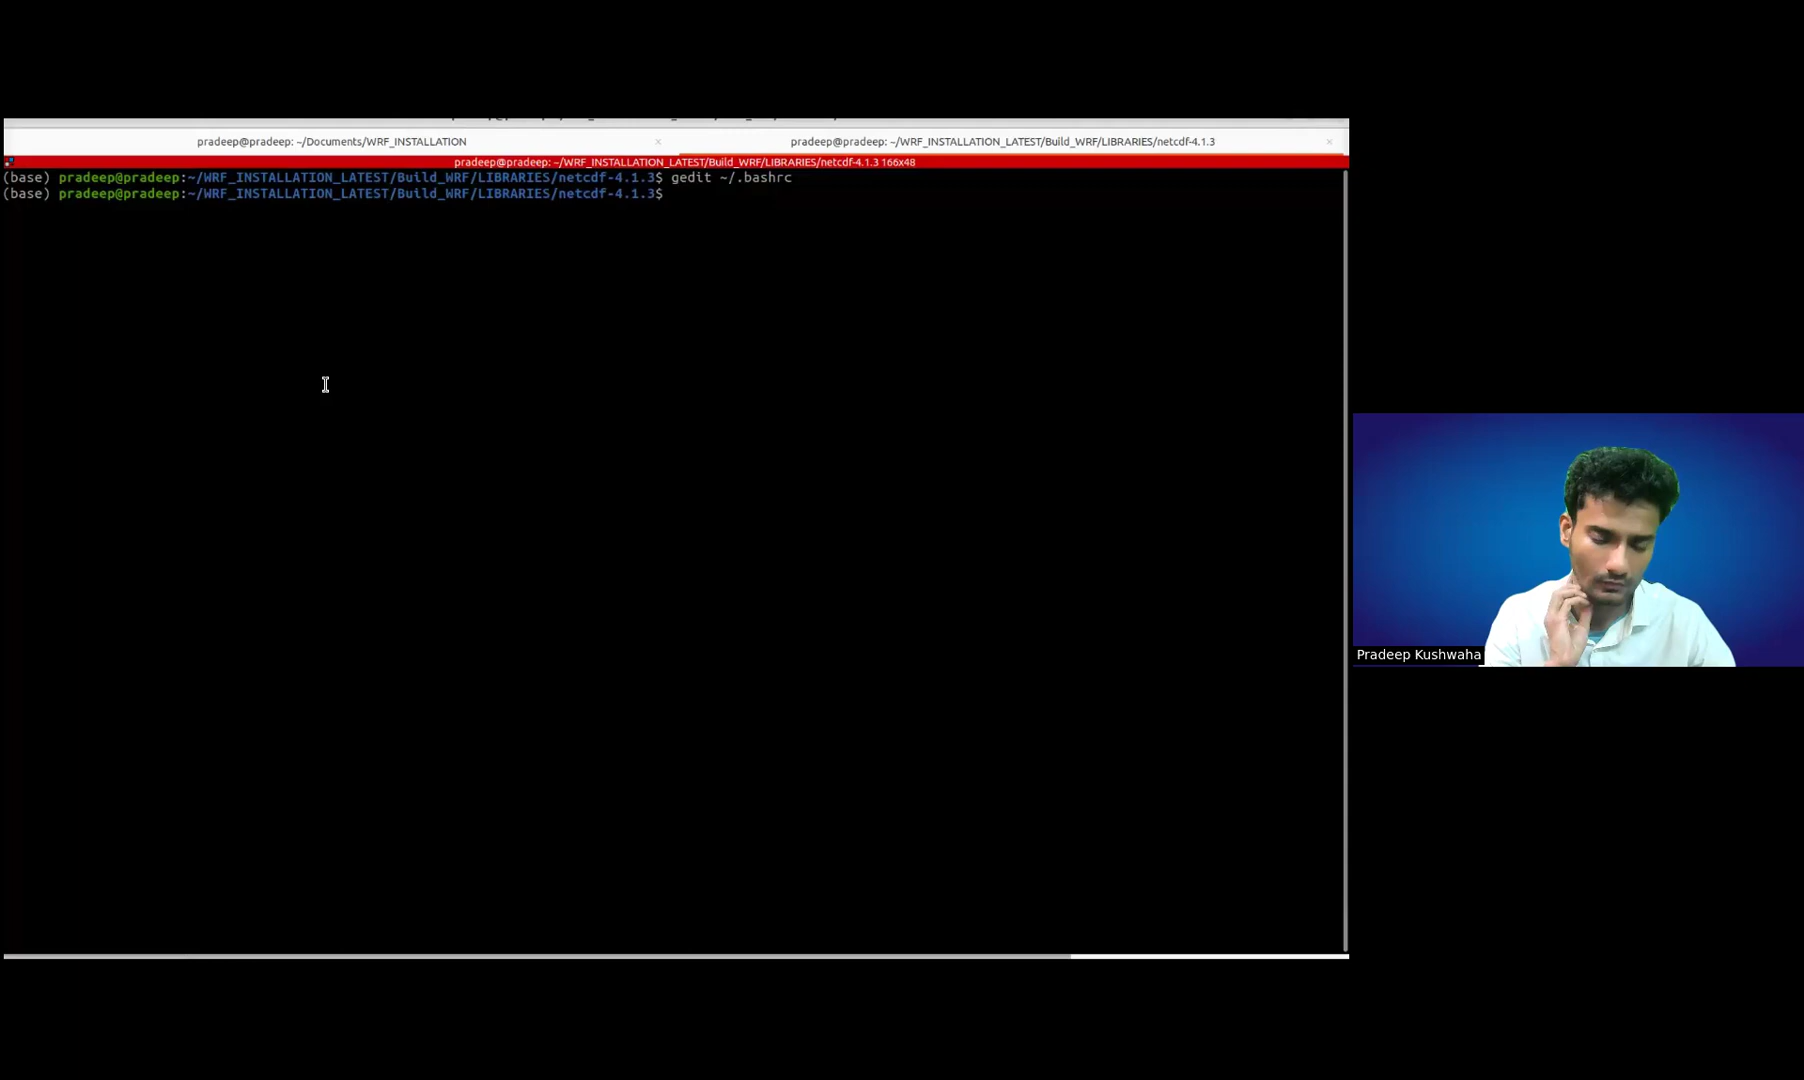 pradeep@pradeep: ~/Documents/WRF_INSTALLATION × pradeep@pradeep: ~/WRF_INSTALLATION_LATEST/Build_WRF/LIBRARIES/netcdf-4.1.3 ×
pradeep@pradeep: ~/WRF_INSTALLATION_LATEST/Build_WRF/LIBRARIES/netcdf-4.1.3 166x48
(base) pradeep@pradeep:~/WRF_INSTALLATION_LATEST/Build_WRF/LIBRARIES/netcdf-4.1.3$ gedit ~/.bashrc
(base) pradeep@pradeep:~/WRF_INSTALLATION_LATEST/Build_WRF/LIBRARIES/netcdf-4.1.3$
Pradeep Kushwaha